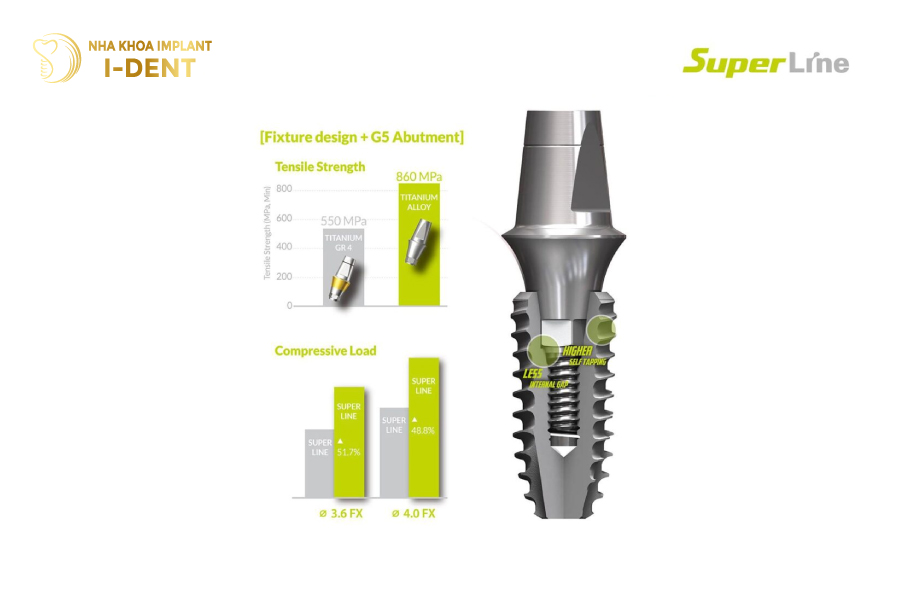 NHA KHOA IMPLANT
I-DENT
SuperLine
[Fixture design + G5 Abutment]
Tensile Strength
860 MPa
800
TITANIUM
ALLOY
Tensile Strength (MPa, Min)
600
550 MPa
TITANIUM
GR 4
400
200
0
HIGHER
SELF TAPPING
LESS
INTERNAL GAP
Compressive Load
SUPER
LINE
▲
51.7%
SUPER
LINE
SUPER
LINE
▲
48.8%
SUPER
LINE
⌀ 3.6 FX
⌀ 4.0 FX